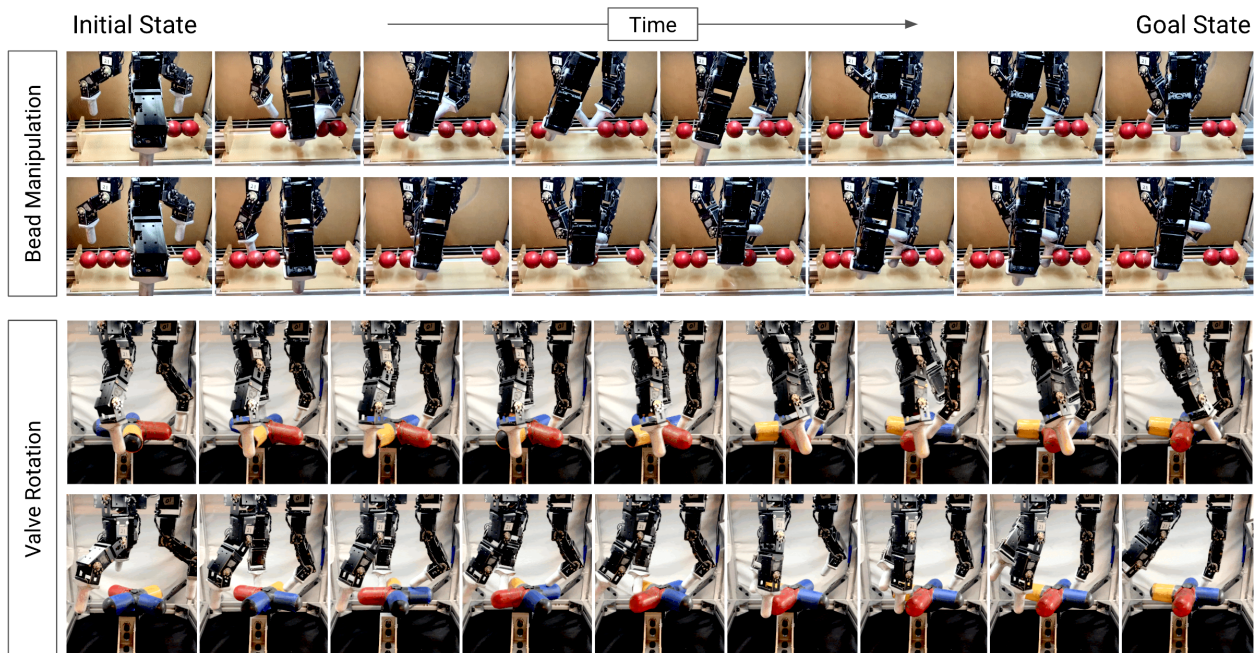 Initial State
Time
Goal State
Bead Manipulation
Valve Rotation